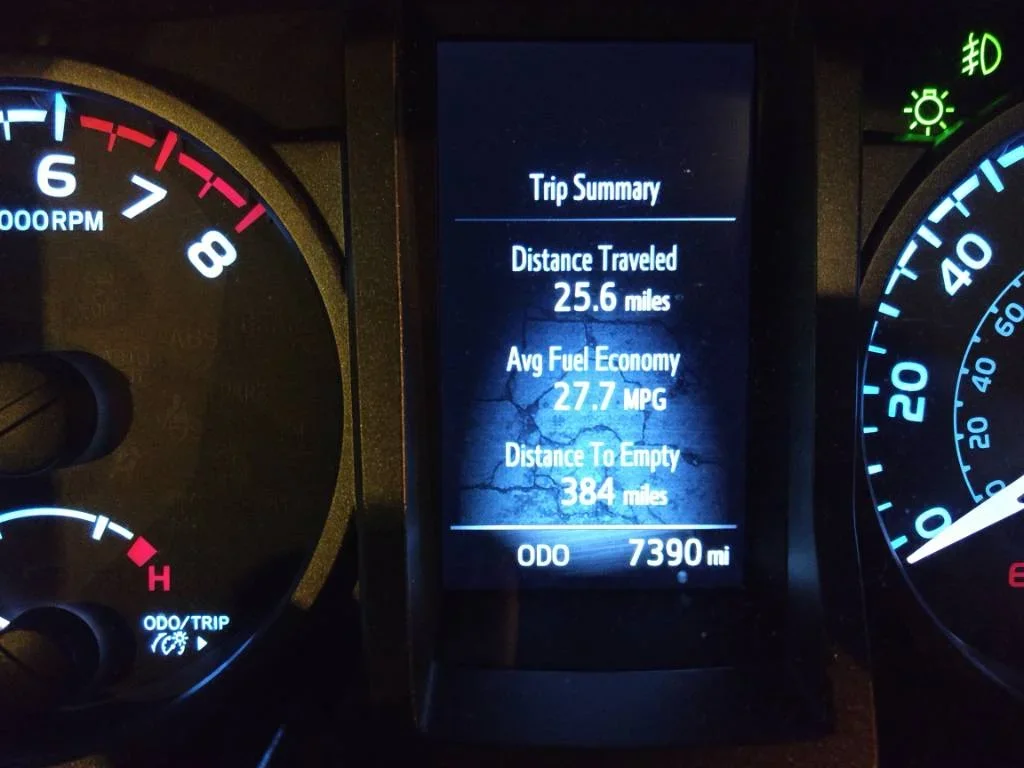 6
7
8
000RPM
H
ODO/TRIP
Trip Summary
Distance Traveled
25.6 miles
Avg Fuel Economy
27.7 MPG
Distance To Empty
384 miles
ODO 7390 mi
40
20
0
60
40
20
0
E